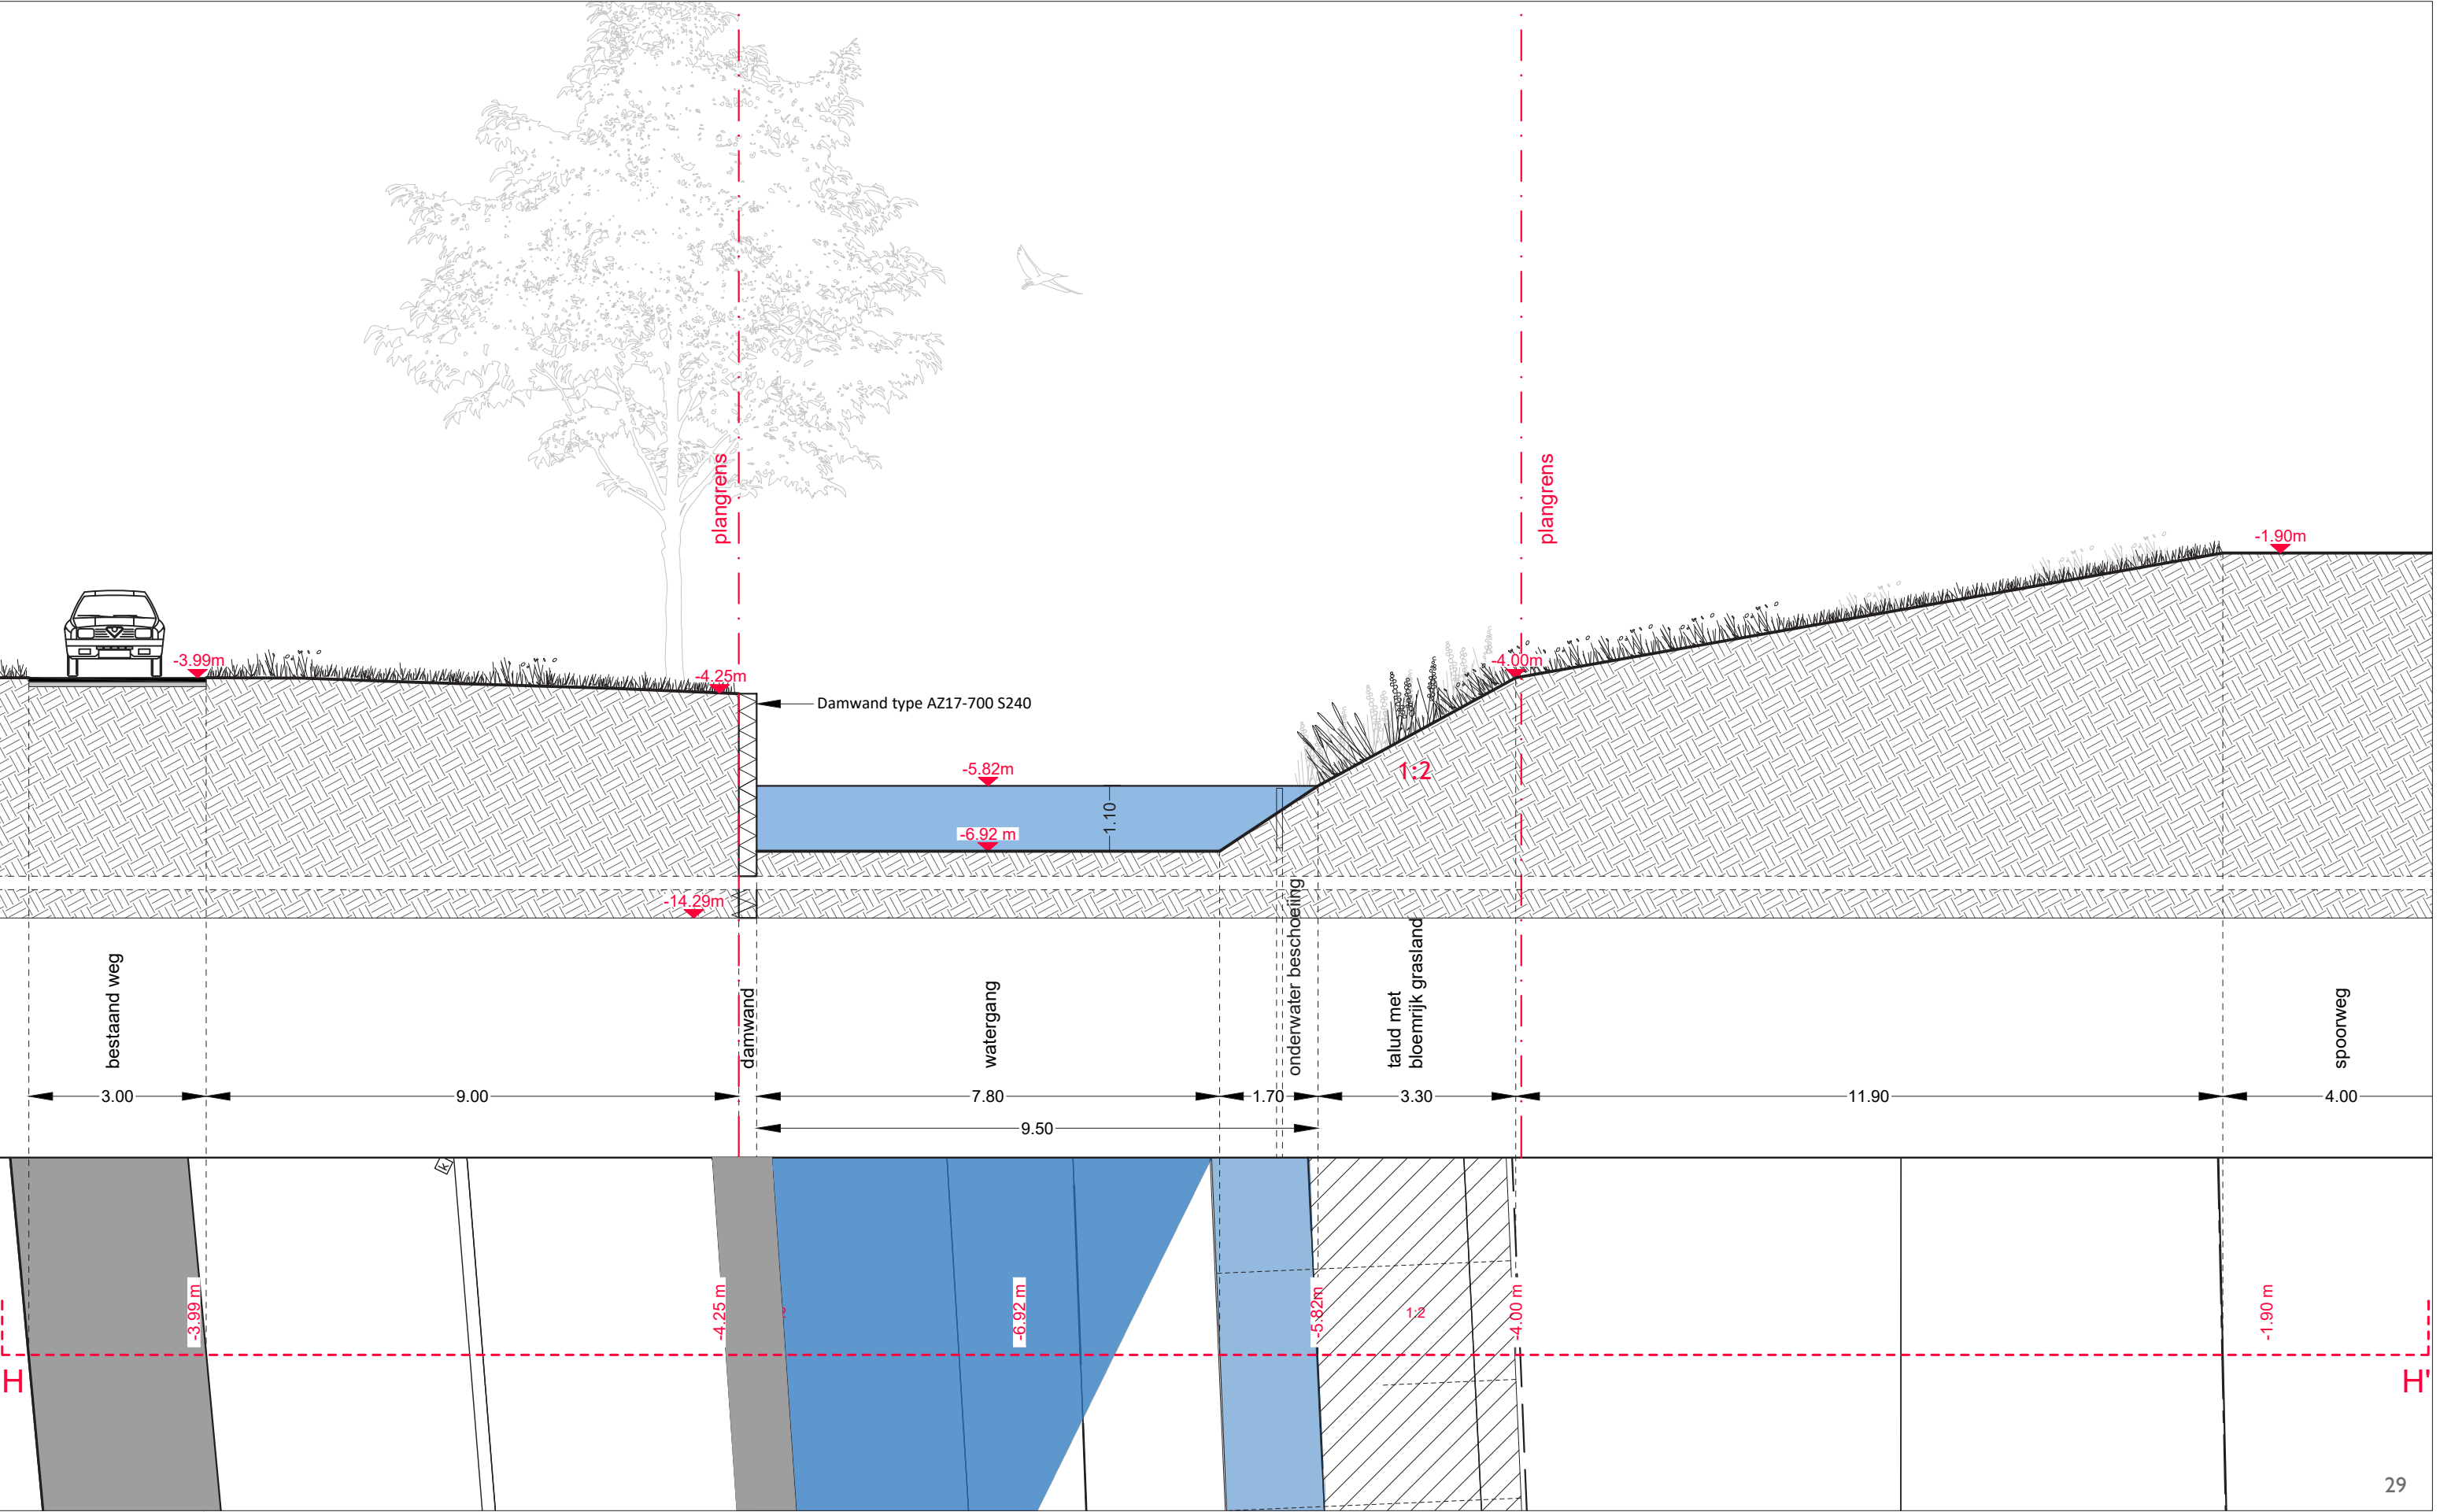 plangrens
plangrens
-1.90m
-3.99m
-4.25m
-4.00m
Damwand type AZ17-700 S240
-5.82m
1:2
1.10
-6.92 m
-14.29m
bestaand weg
damwand
watergang
onderwater beschoeiing
talud met
bloemrijk grasland
spoorweg
3.00
9.00
7.80
1.70
3.30
11.90
4.00
9.50
k
-3.99 m
-4.25 m
-6.92 m
-5.82m
1:2
-4.00 m
-1.90 m
H
H'
29